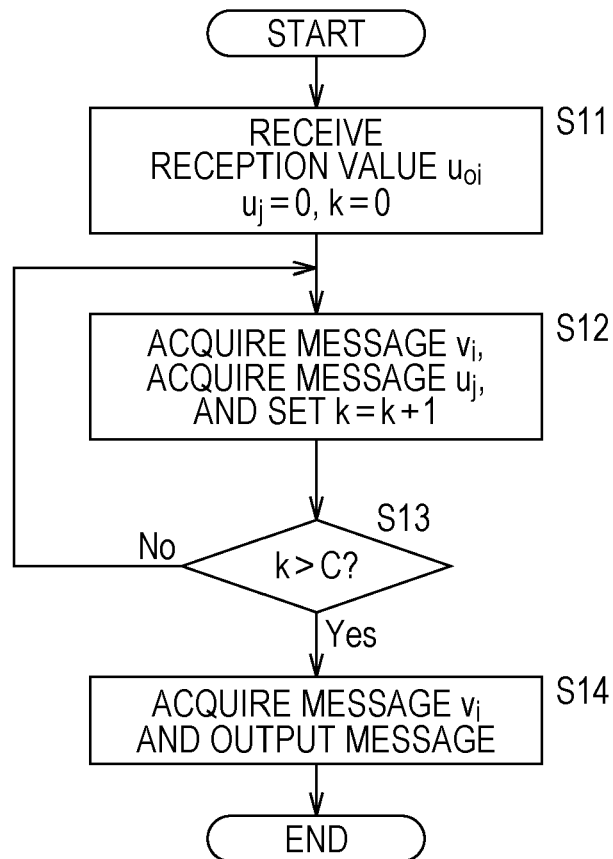 START
S11
RECEIVE
RECEPTION VALUE u₀ᵢ
uⱼ=0, k=0
S12
ACQUIRE MESSAGE vᵢ,
ACQUIRE MESSAGE uⱼ,
AND SET k=k+1
S13
No
k>C?
Yes
S14
ACQUIRE MESSAGE vᵢ
AND OUTPUT MESSAGE
END